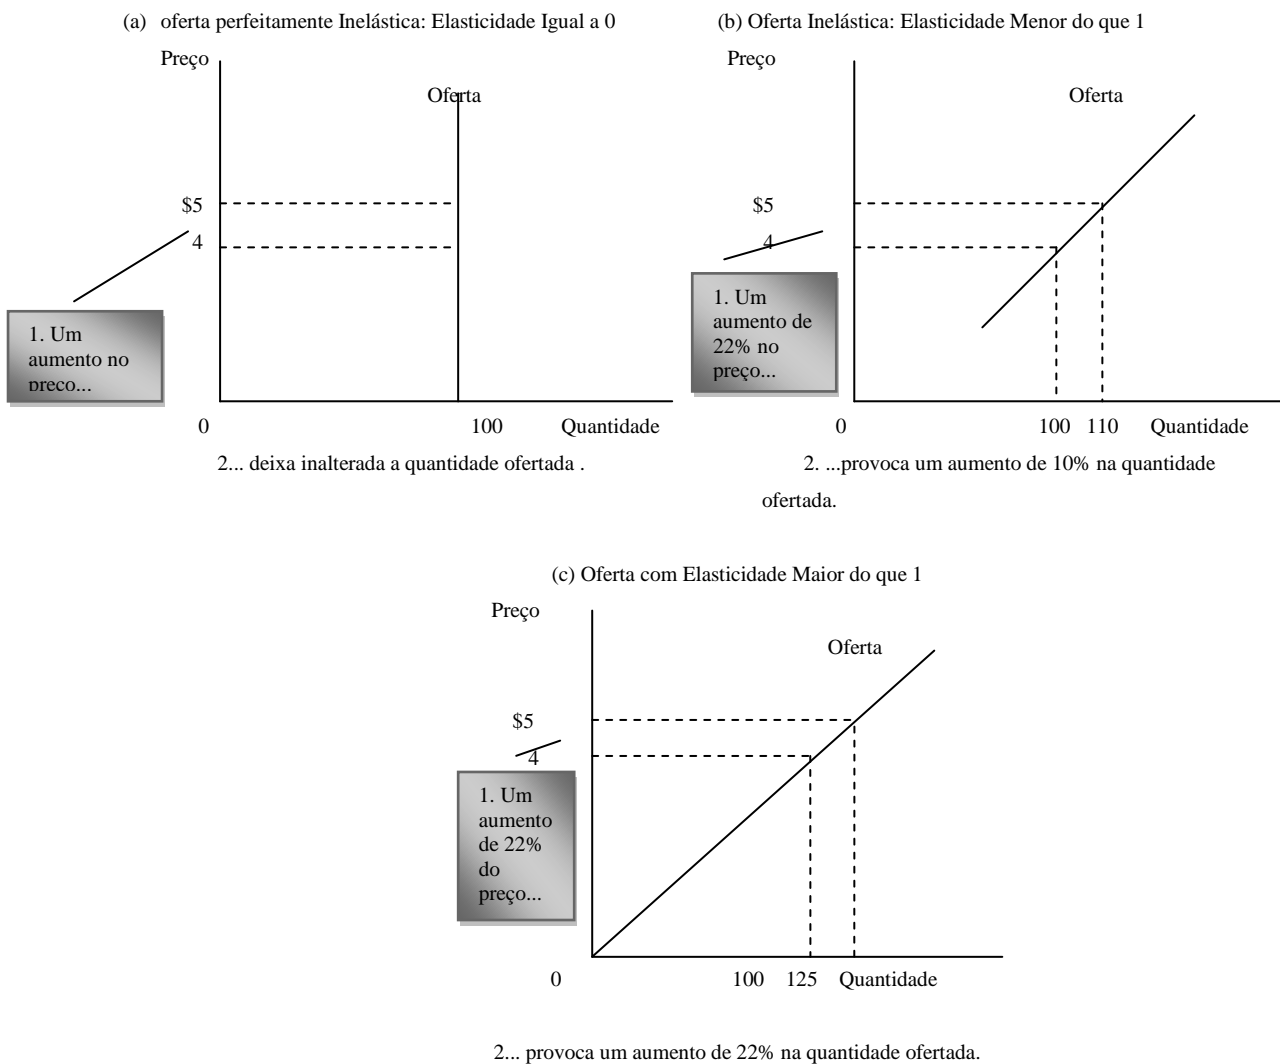 (a) oferta perfeitamente Inelástica: Elasticidade Igual a 0
Preço
Oferta
$5
4
1. Um
aumento no
preço...
0
100
Quantidade
2... deixa inalterada a quantidade ofertada .
(b) Oferta Inelástica: Elasticidade Menor do que 1
Preço
Oferta
$5
4
1. Um
aumento de
22% no
preço...
0
100
110
Quantidade
2. ...provoca um aumento de 10% na quantidade
ofertada.
(c) Oferta com Elasticidade Maior do que 1
Preço
Oferta
$5
4
1. Um
aumento
de 22%
do
preço...
0
100
125
Quantidade
2... provoca um aumento de 22% na quantidade ofertada.